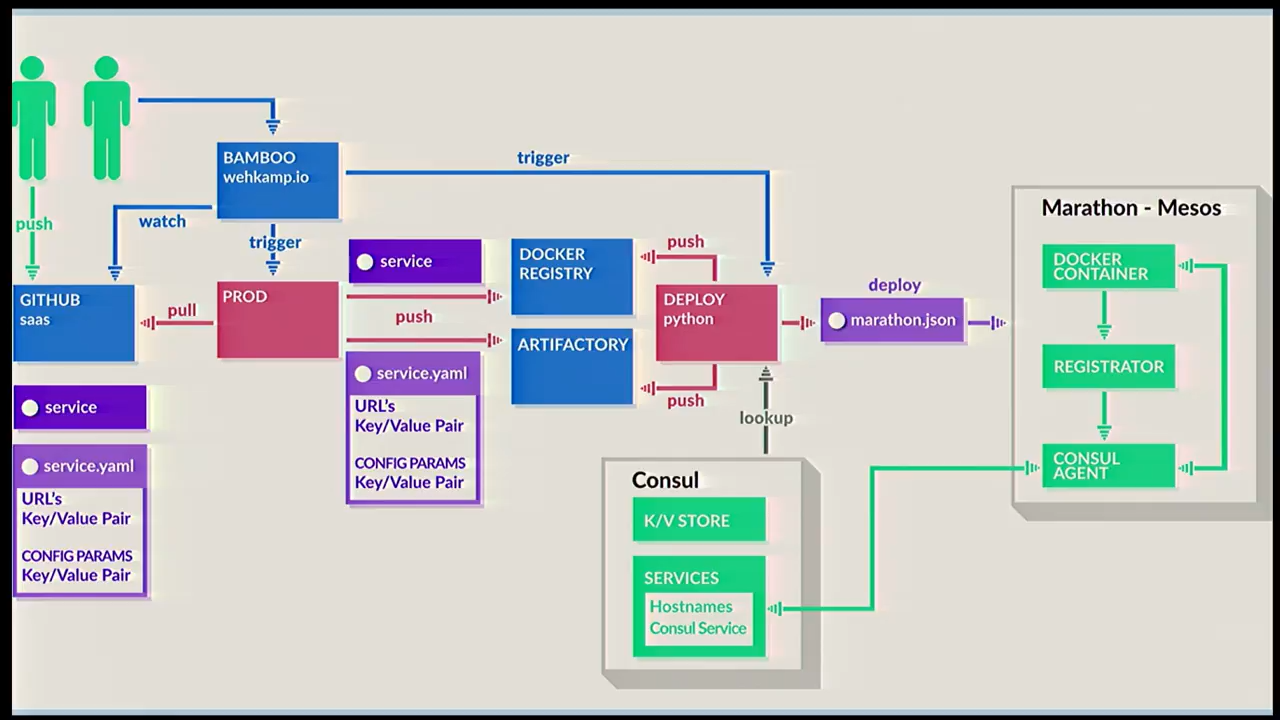 push
BAMBOO
wehkamp.io
watch
trigger
trigger
GITHUB
saas
pull
PROD
service
push
service.yaml
URL's
Key/Value Pair
CONFIG PARAMS
Key/Value Pair
service
service.yaml
URL's
Key/Value Pair
CONFIG PARAMS
Key/Value Pair
DOCKER
REGISTRY
ARTIFACTORY
push
DEPLOY
python
push
lookup
deploy
marathon.json
Consul
K/V STORE
SERVICES
Hostnames
Consul Service
Marathon - Mesos
DOCKER
CONTAINER
REGISTRATOR
CONSUL
AGENT